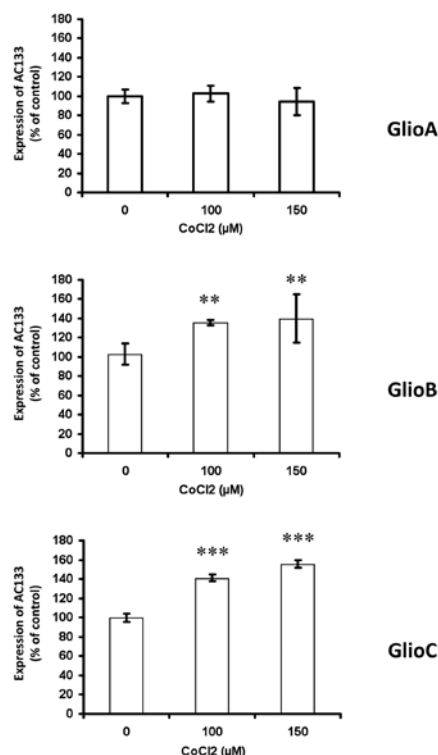 Expression of AC133
(% of control)
180
160
140
120
100
80
60
40
20
0
0 100 150
CoCl2 (µM)
GlioA
Expression of AC133
(% of control)
180
160
140
120
100
80
60
40
20
0
** **
0 100 150
CoCl2 (µM)
GlioB
Expression of AC133
(% of control)
180
160
140
120
100
80
60
40
20
0
*** ***
0 100 150
CoCl2 (µM)
GlioC